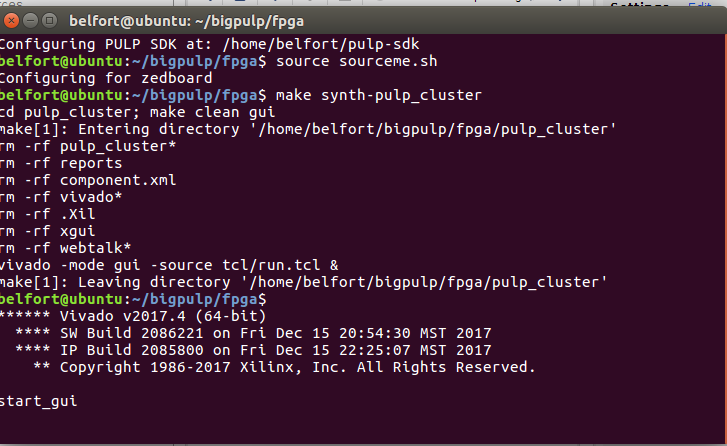 Settings Edit
belfort@ubuntu: ~/bigpulp/fpga
Configuring PULP SDK at: /home/belfort/pulp-sdk
belfort@ubuntu:~/bigpulp/fpga$ source sourceme.sh
Configuring for zedboard
belfort@ubuntu:~/bigpulp/fpga$ make synth-pulp_cluster
cd pulp_cluster; make clean gui
make[1]: Entering directory '/home/belfort/bigpulp/fpga/pulp_cluster'
rm -rf pulp_cluster*
rm -rf reports
rm -rf component.xml
rm -rf vivado*
rm -rf .Xil
rm -rf xgui
rm -rf webtalk*
vivado -mode gui -source tcl/run.tcl &
make[1]: Leaving directory '/home/belfort/bigpulp/fpga/pulp_cluster'
belfort@ubuntu:~/bigpulp/fpga$
****** Vivado v2017.4 (64-bit)
**** SW Build 2086221 on Fri Dec 15 20:54:30 MST 2017
**** IP Build 2085800 on Fri Dec 15 22:25:07 MST 2017
** Copyright 1986-2017 Xilinx, Inc. All Rights Reserved.
start_gui